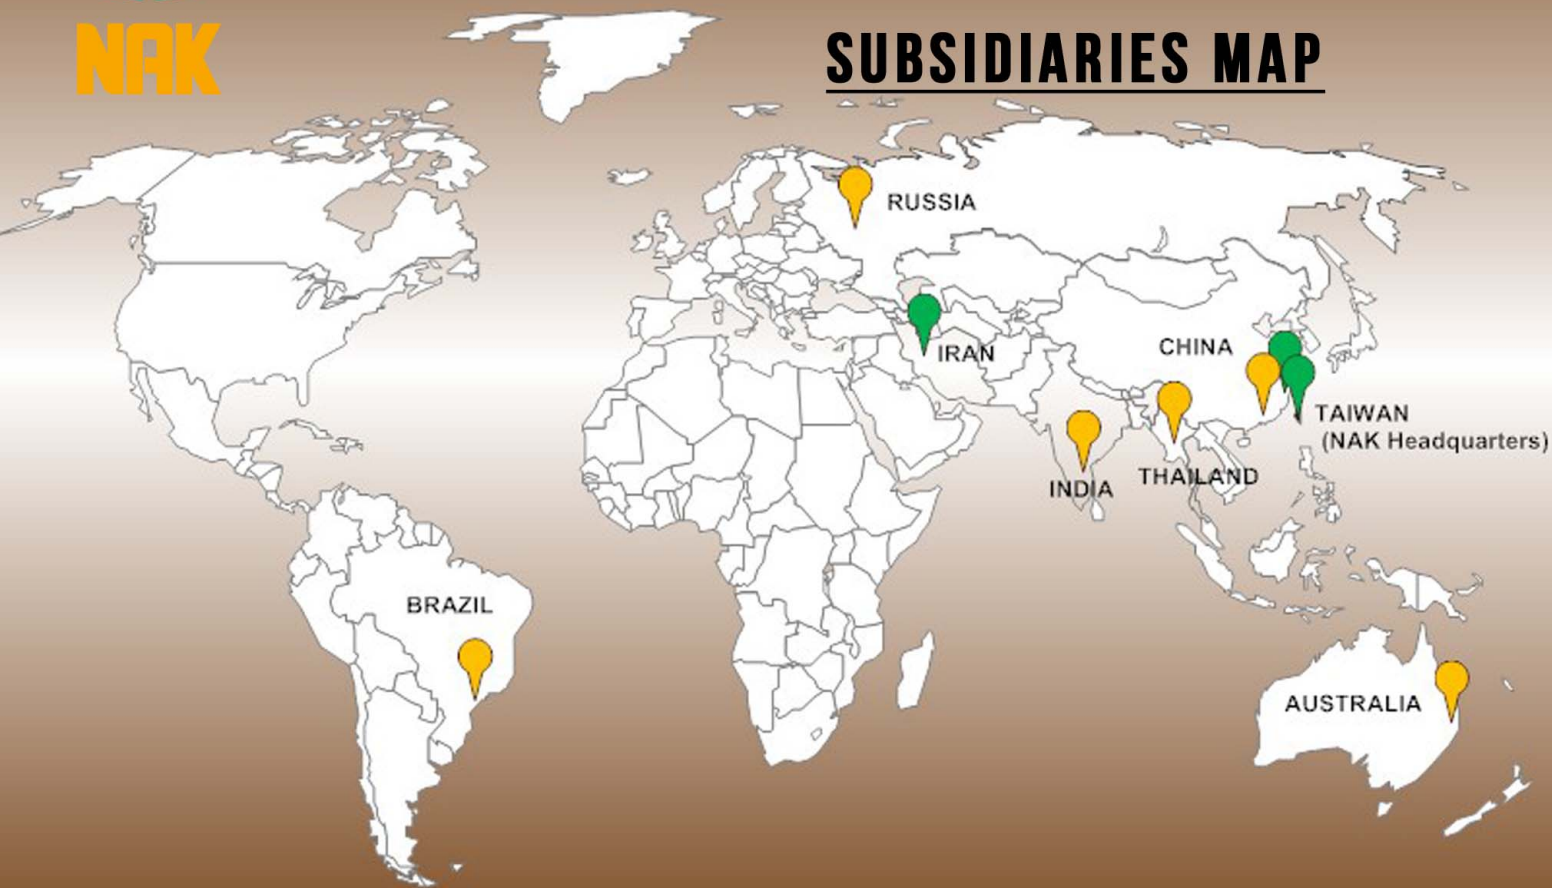 NAK
SUBSIDIARIES MAP
RUSSIA
IRAN
CHINA
TAIWAN
(NAK Headquarters)
INDIA
THAILAND
BRAZIL
AUSTRALIA